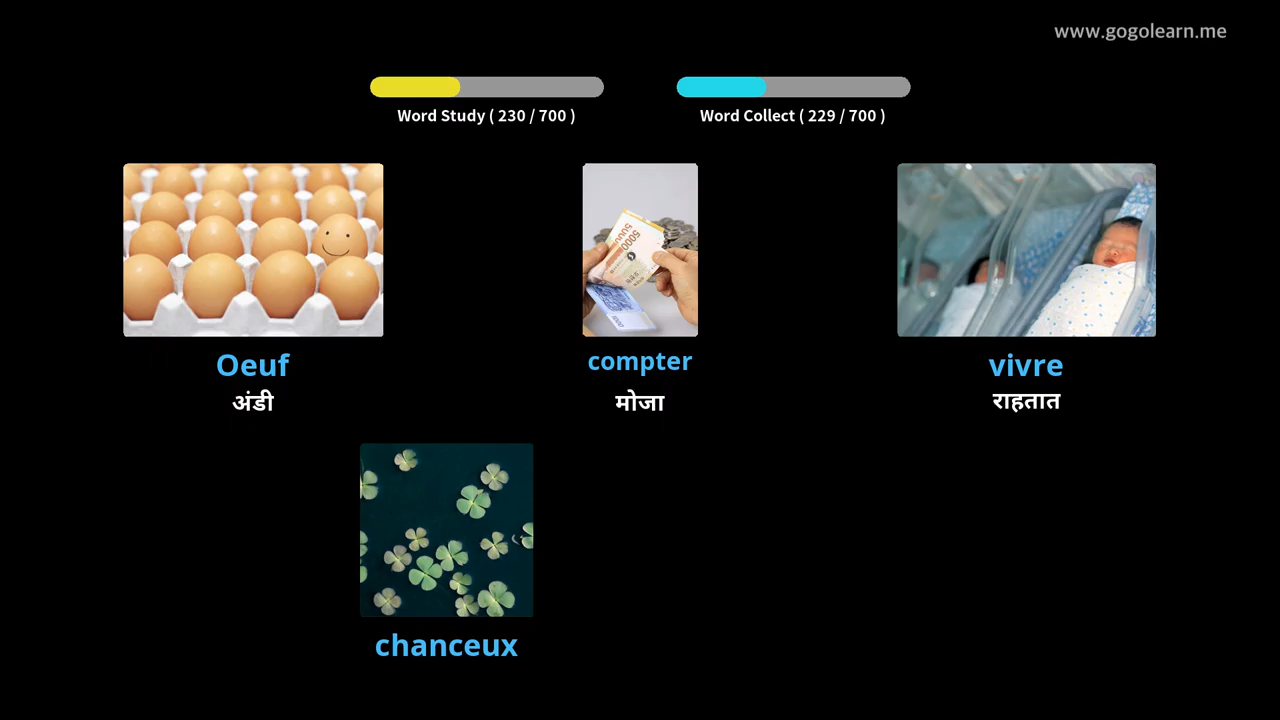 www.gogolearn.me
Word Study ( 230 / 700 )
Word Collect ( 229 / 700 )
Oeuf
अंडी
compter
मोजा
vivre
राहतात
chanceux